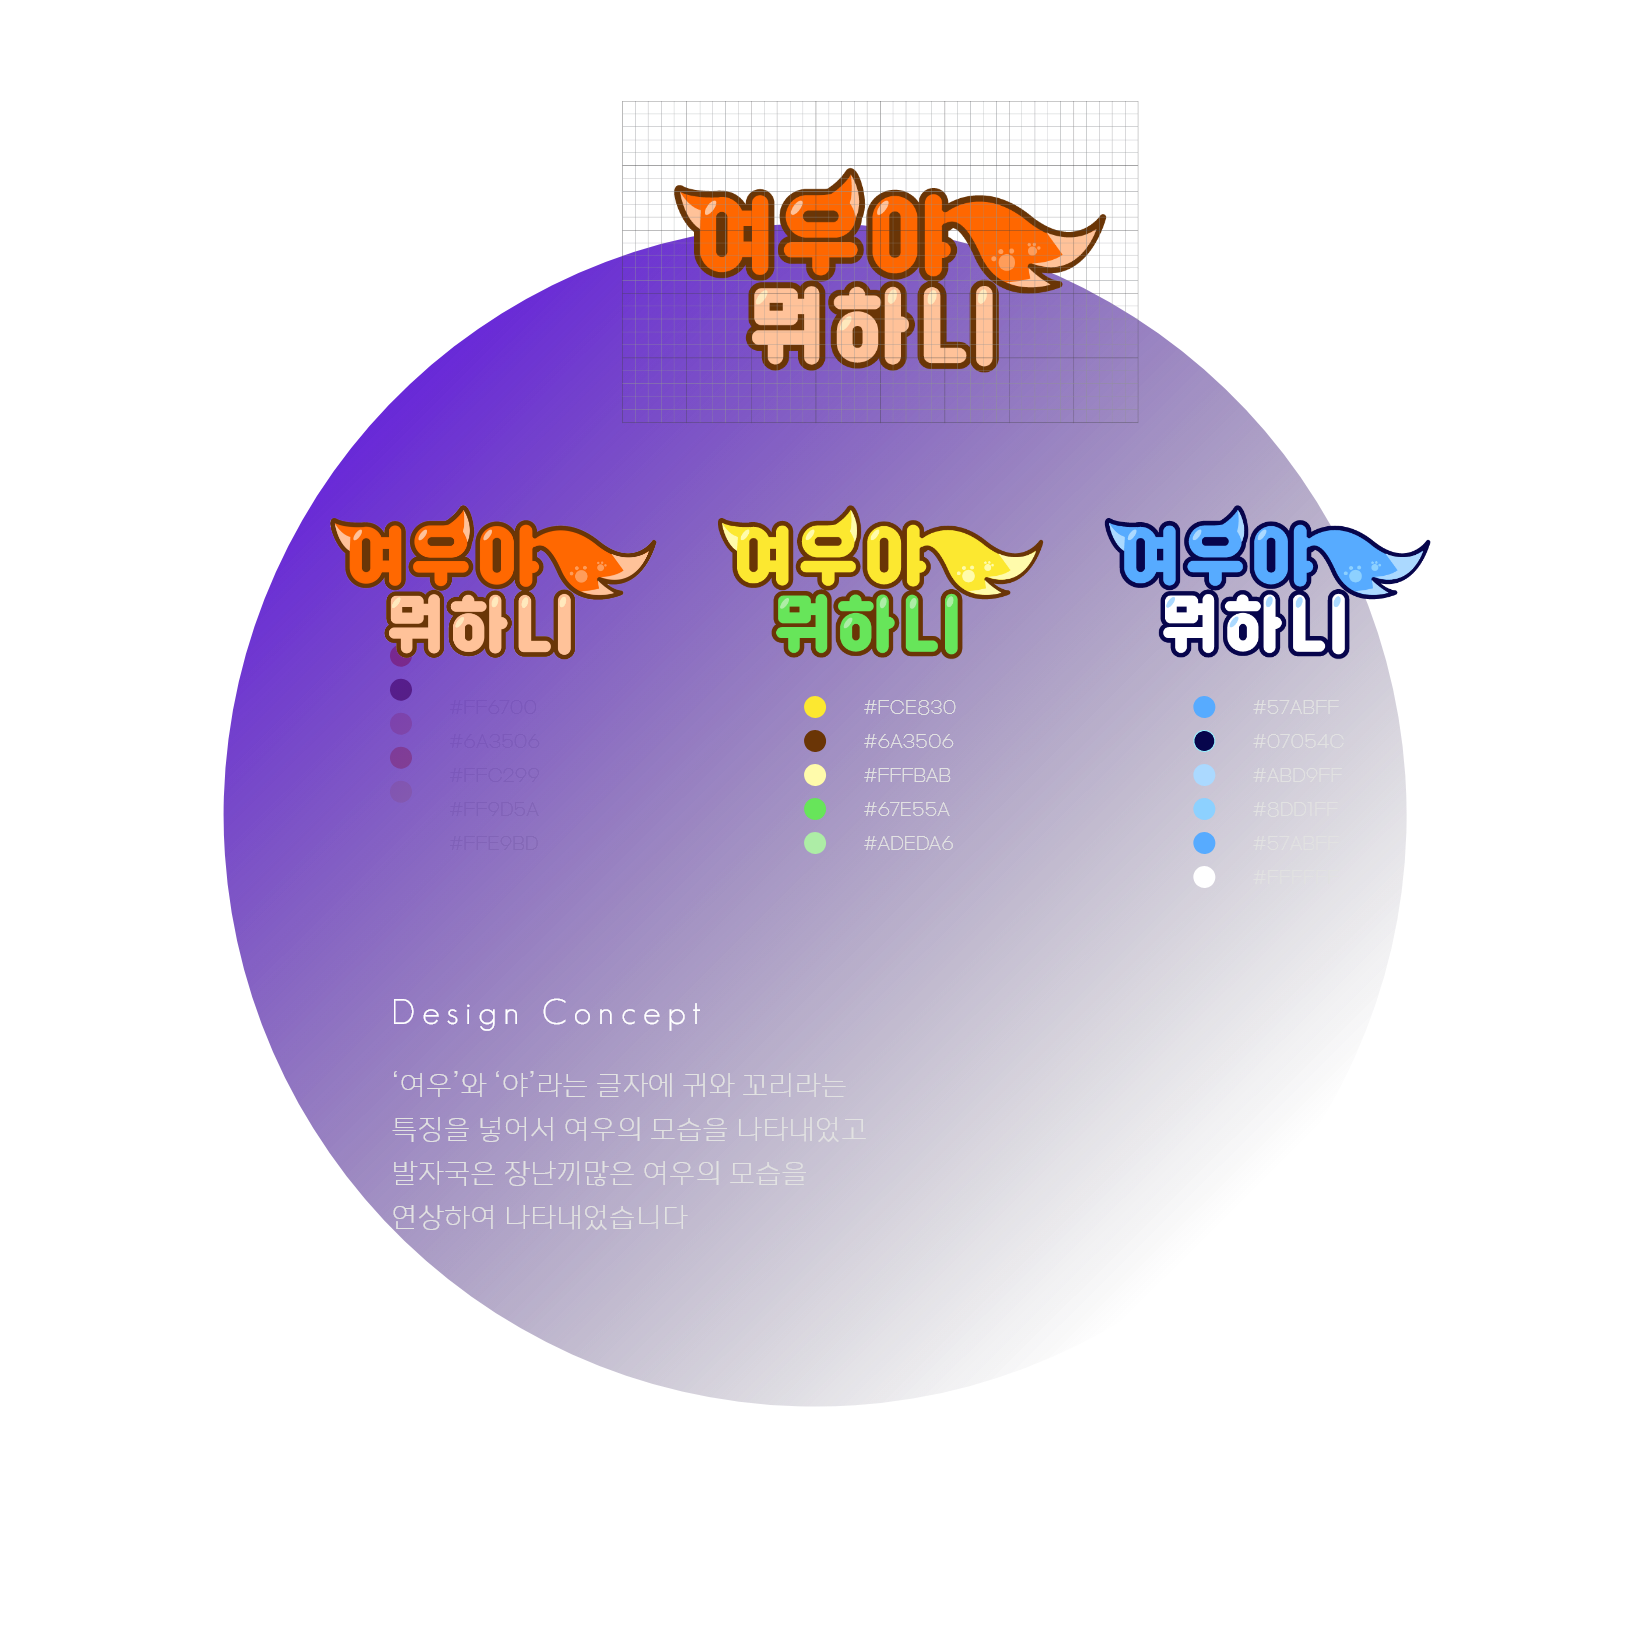 여우야
뭐하니
여우야
뭐하니
#FF6700
#6A3506
#FFC299
#FF9D5A
#FFE9BD
여우야
뭐하니
#FCE830
#6A3506
#FFFBAB
#67E55A
#ADEDA6
여우야
뭐하니
#57ABFF
#07054C
#ABD9FF
#8DD1FF
#57ABFF
Design Concept
‘여우’와 ‘야’라는 글자에 귀와 꼬리라는
특징을 넣어서 여우의 모습을 나타내었고
발자국은 장난끼많은 여우의 모습을
연상하여 나타내었습니다